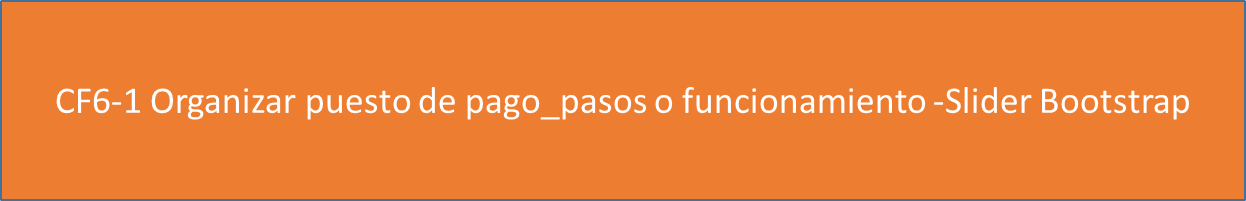 CF6-1 Organizar puesto de pago_pasos o funcionamiento -Slider Bootstrap